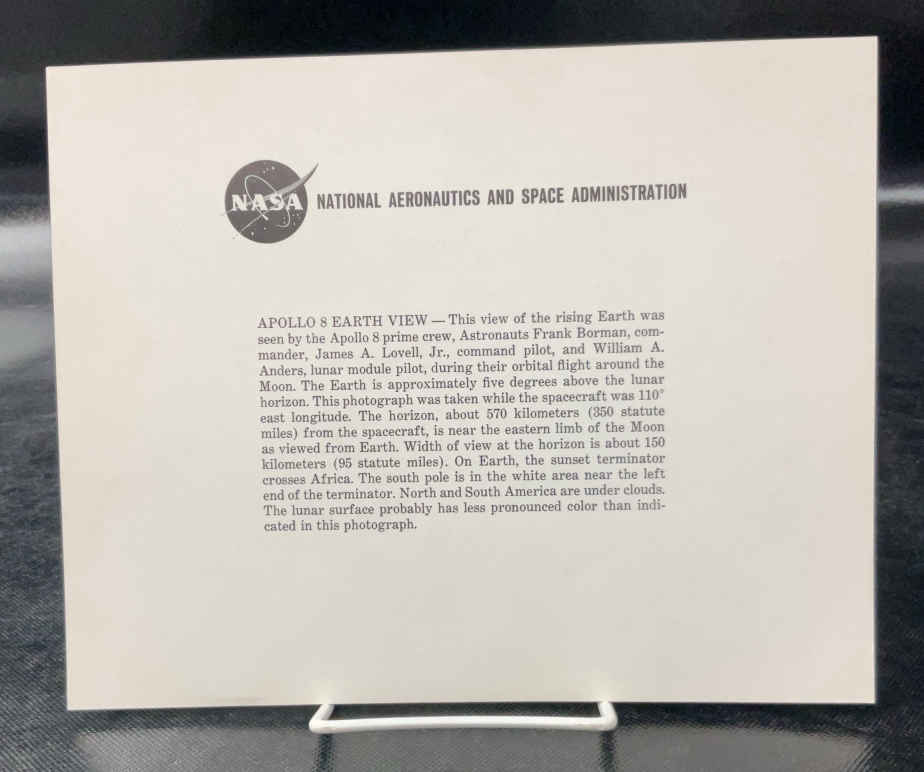 NASA NATIONAL AERONAUTICS AND SPACE ADMINISTRATION
APOLLO 8 EARTH VIEW — This view of the rising Earth was
seen by the Apollo 8 prime crew, Astronauts Frank Borman, com-
mander, James A. Lovell, Jr., command pilot, and William A.
Anders, lunar module pilot, during their orbital flight around the
Moon. The Earth is approximately five degrees above the lunar
horizon. This photograph was taken while the spacecraft was 110°
east longitude. The horizon, about 570 kilometers (350 statute
miles) from the spacecraft, is near the eastern limb of the Moon
as viewed from Earth. Width of view at the horizon is about 150
kilometers (95 statute miles). On Earth, the sunset terminator
crosses Africa. The south pole is in the white area near the left
end of the terminator. North and South America are under clouds.
The lunar surface probably has less pronounced color than indi-
cated in this photograph.